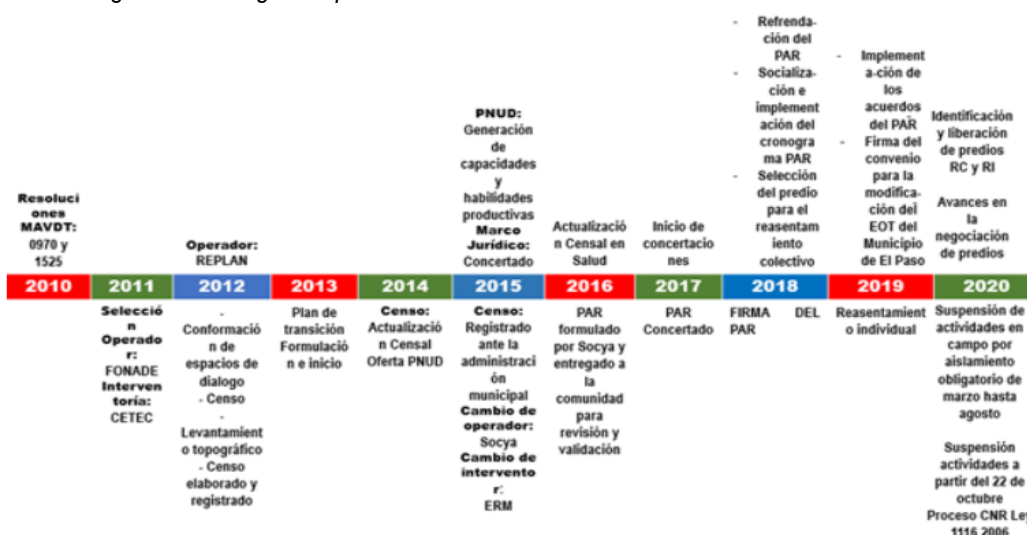 - Refrenda-
ción del
PAR
- Socializa-
ción e
implement
ación del
cronogra
ma PAR
- Selección
del predio
para el
reasentam
iento
colectivo
- Implement
a-ción de
los
acuerdos
del PAR
- Firma del
convenio
para la
modifica-
ción del
EOT del
Municipio
de El Paso
Identificación
y liberación
de predios
RC y RI
Avances en
la
negociación
de predios
PNUD:
Generación
de
capacidades
y
habilidades
productivas
Marco
Jurídico:
Concertado
Resoluci
ones
MAVDT:
0970 y
1525
Operador:
REPLAN
Actualizació
n Censal en
Salud
Inicio de
concertacio
nes
2010 2011 2012 2013 2014 2015 2016 2017 2018 2019 2020
Selecció
n
Operado
r:
FONADE
Interven
toría:
CETEC
-
Conformació
n de
espacios de
dialogo
- Censo
-
Levantamient
o topográfico
- Censo
elaborado y
registrado
Plan de
transición
Formulació
n e inicio
Censo:
Actualizació
n Censal
Oferta PNUD
Censo:
Registrado
ante la
administraci
ón
municipal
Cambio de
operador:
Socya
Cambio de
intervento
r:
ERM
PAR
formulado
por Socya y
entregado a
la
comunidad
para
revisión y
validación
PAR
Concertado
FIRMA DEL
PAR
Reasentamient
o individual
Suspensión de
actividades en
campo por
aislamiento
obligatorio de
marzo hasta
agosto
Suspensión
actividades a
partir del 22 de
octubre
Proceso CNR Ley
1116 2006